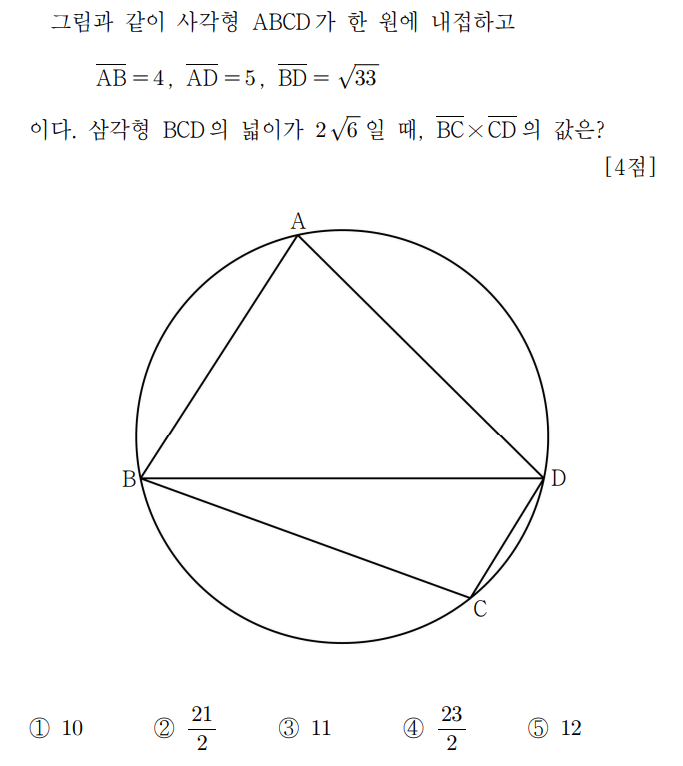 그림과 같이 사각형 ABCD가 한 원에 내접하고
$\overline{AB}=4$, $\overline{AD}=5$, $\overline{BD}=\sqrt{33}$
이다. 삼각형 BCD의 넓이가 $2\sqrt{6}$일 때, $\overline{BC}\times\overline{CD}$의 값은?
[4점]
A
B
D
C
① 10 ② $\frac{21}{2}$ ③ 11 ④ $\frac{23}{2}$ ⑤ 12